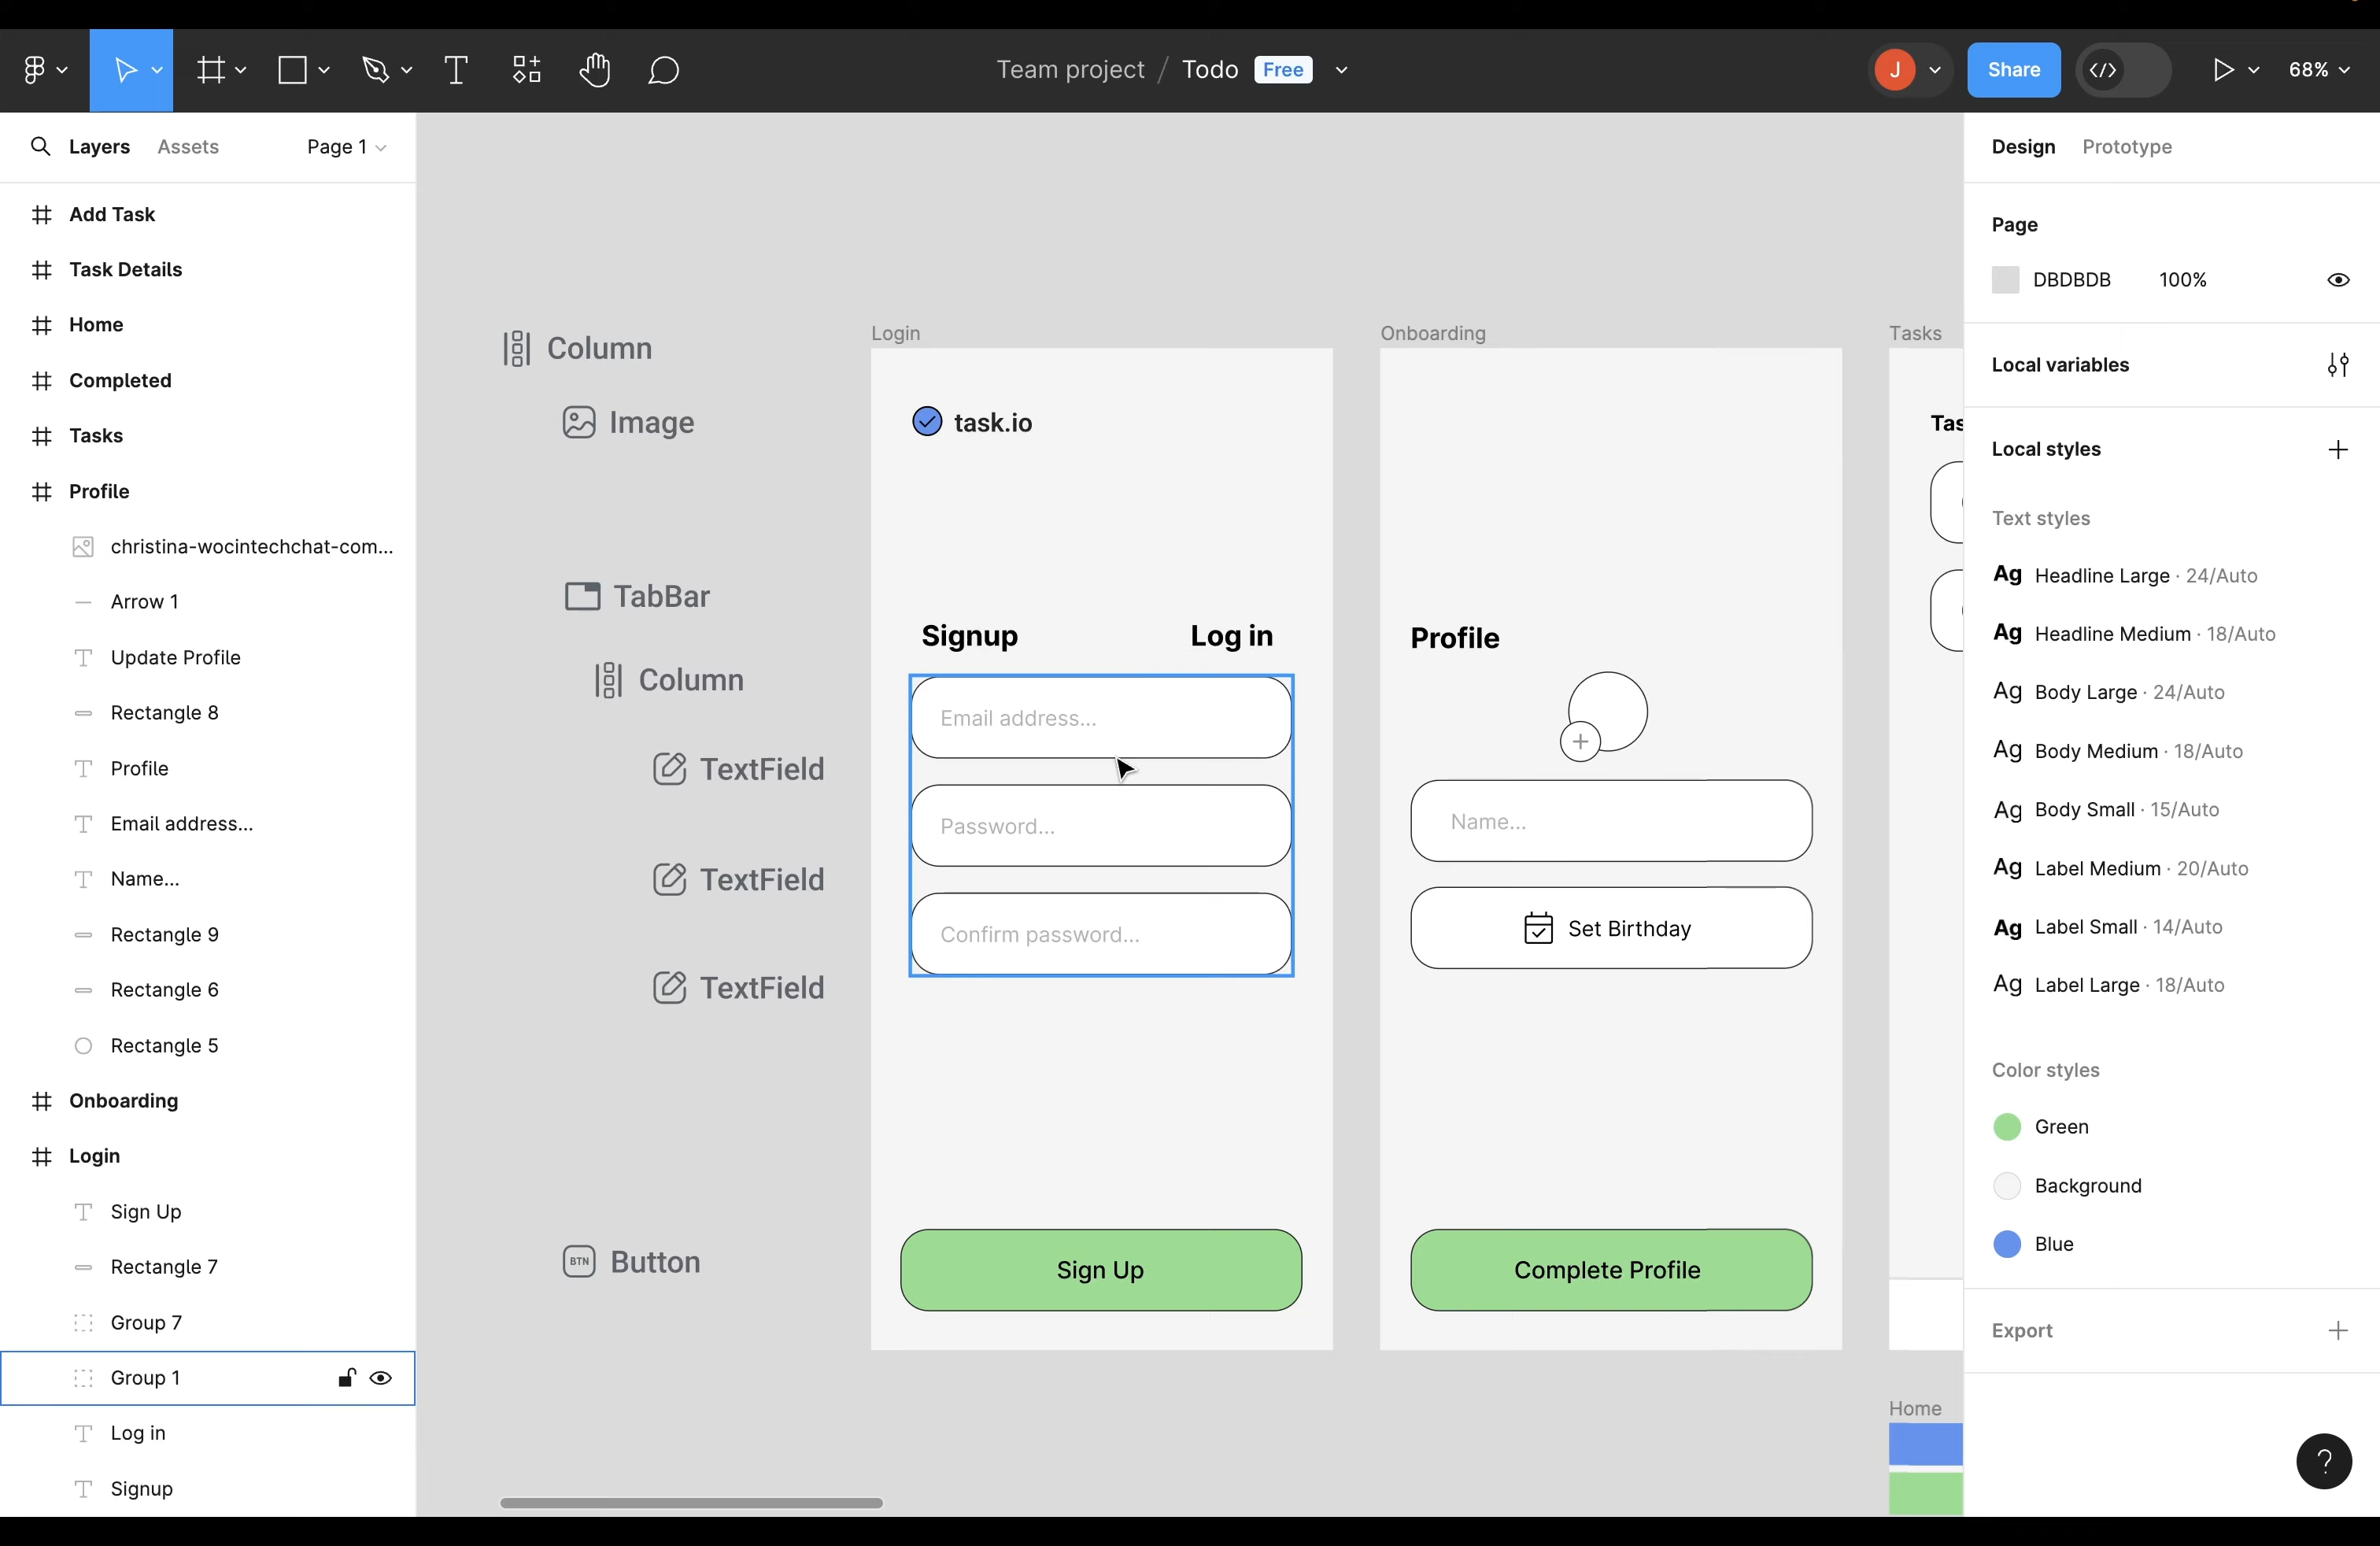 Team project / Todo Free
J
Share
68%
Layers Assets Page 1
Add Task
Task Details
Home
Completed
Tasks
Profile
christina-wocintechchat-com...
Arrow 1
Update Profile
Rectangle 8
Profile
Email address...
Name...
Rectangle 9
Rectangle 6
Rectangle 5
Onboarding
Login
Sign Up
Rectangle 7
Group 7
Group 1
Log in
Signup
Column
Image
TabBar
Column
TextField
TextField
TextField
BTN Button
Login
task.io
Signup Log in
Email address...
Password...
Confirm password...
Sign Up
Onboarding
Profile
Name...
Set Birthday
Complete Profile
Tasks
Tas
Home
Design Prototype
Page
DBDBDB 100%
Local variables
Local styles
Text styles
Ag Headline Large · 24/Auto
Ag Headline Medium · 18/Auto
Ag Body Large · 24/Auto
Ag Body Medium · 18/Auto
Ag Body Small · 15/Auto
Ag Label Medium · 20/Auto
Ag Label Small · 14/Auto
Ag Label Large · 18/Auto
Color styles
Green
Background
Blue
Export
?